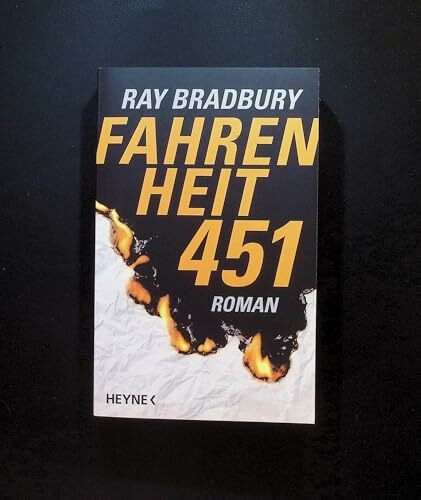 RAY BRADBURY
FAHREN
HEIT
451
ROMAN
HEYNE<